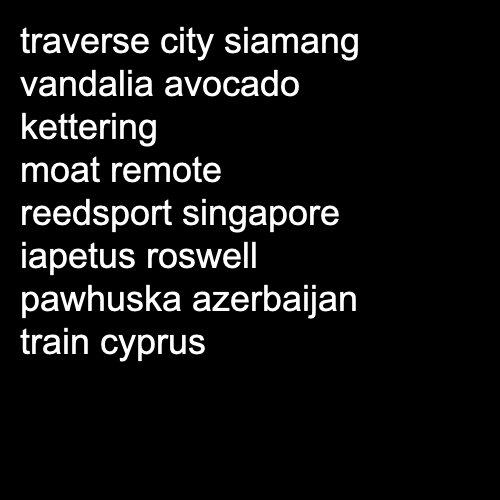 traverse city siamang
vandalia avocado
kettering
moat remote
reedsport singapore
iapetus roswell
pawhuska azerbaijan
train cyprus